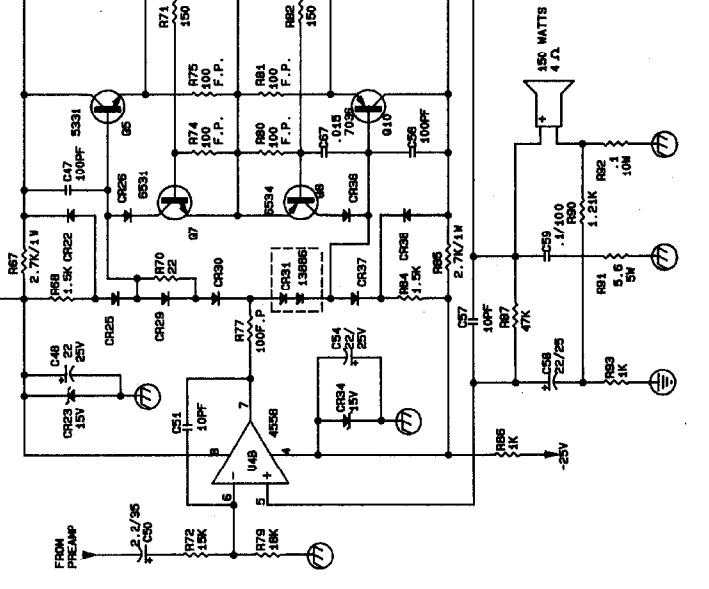 R71
150
R82
150
150 WATTS
4 Ω
R75
100
F.P.
R81
100
F.P.
5331
Q5
.015
7036
Q10
R74
100
F.P.
R80
100
F.P.
C67
C56
100PF
C47
100PF
CR26
6531
Q7
6534
Q8
CR36
+
R92
.1
10W
R67
2.7K/1W
CR22
R68
1.5K
R70
22
CR30
CR31
13886
CR37
CR38
R84
1.5K
R85
2.7K/1W
C59
.1/100
R90
1.21K
R91
5.6
5W
CR25
CR29
R77
100F.P
C57
10PF
R87
47K
C48
22
25V
+
CR23
15V
C54
22/
25V
+
CR34
15V
C58
22/25
+
R93
1K
C51
10PF
7
4558
8
U4B
4
-
+
6
5
R86
1K
-25V
FROM
PREAMP
2.2/35
C50
+
R72
15K
R79
18K